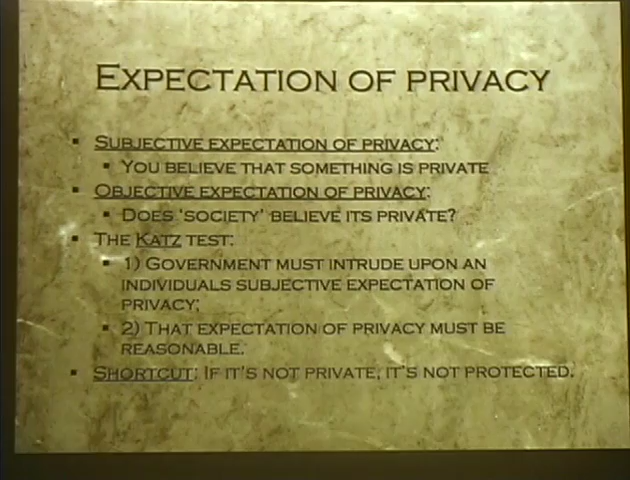 Expectation of privacy
▪ Subjective expectation of privacy:
▪ You believe that something is private
▪ Objective expectation of privacy:
▪ Does 'society' believe its private?
▪ The Katz test:
▪ 1) Government must intrude upon an
individuals subjective expectation of
privacy;
▪ 2) That expectation of privacy must be
reasonable.
▪ Shortcut: If it's not private, it's not protected.